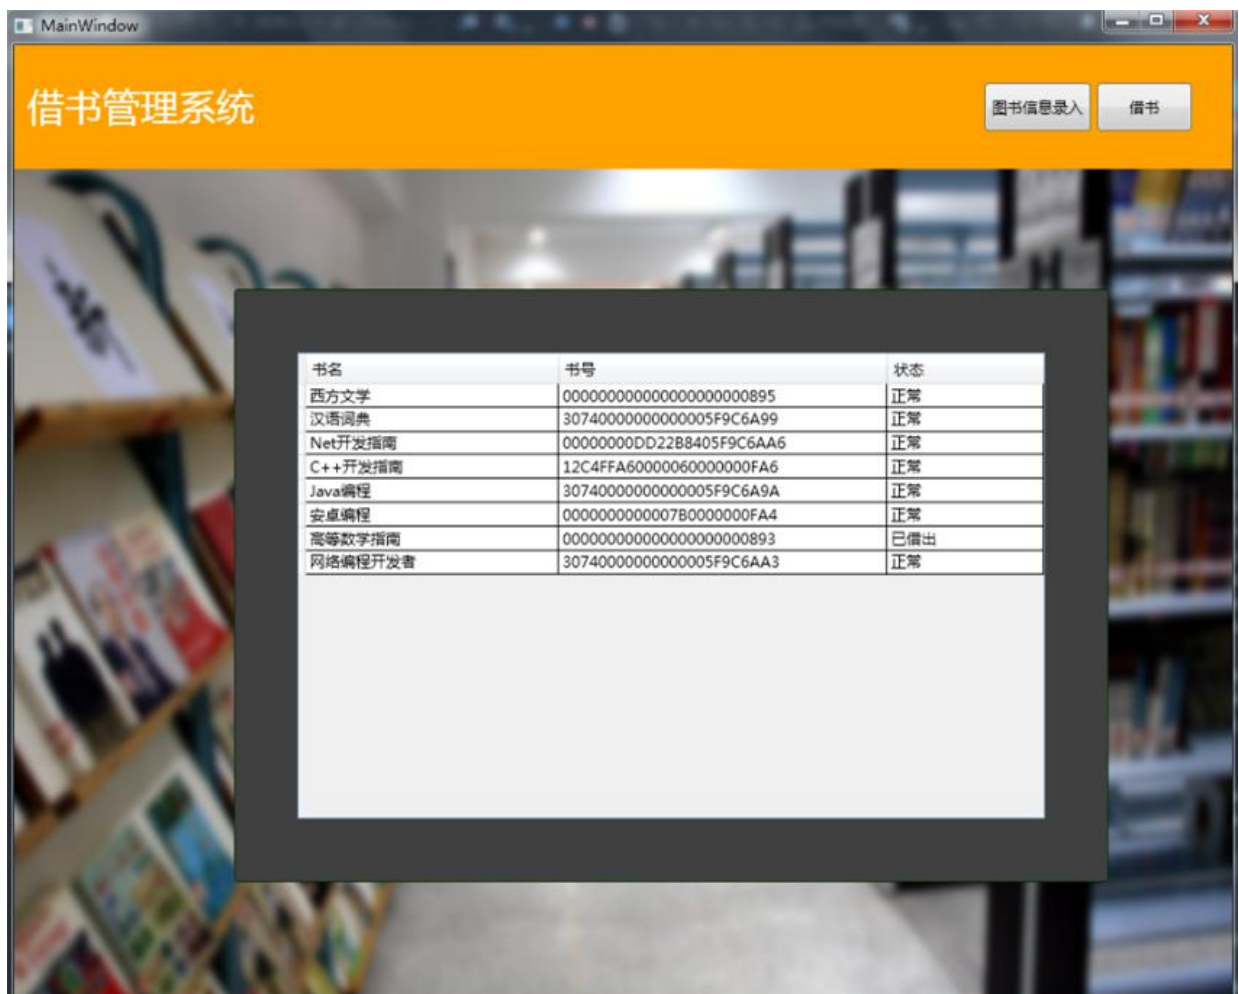 MainWindow
借书管理系统
图书信息录入 借书
书名 书号 状态
西方文学 000000000000000000000895 正常
汉语词典 30740000000000005F9C6A99 正常
Net开发指南 00000000DD22B8405F9C6AA6 正常
C++开发指南 12C4FFA60000060000000FA6 正常
Java编程 30740000000000005F9C6A9A 正常
安卓编程 0000000000007B0000000FA4 正常
高等数学指南 000000000000000000000893 已借出
网络编程开发者 30740000000000005F9C6AA3 正常